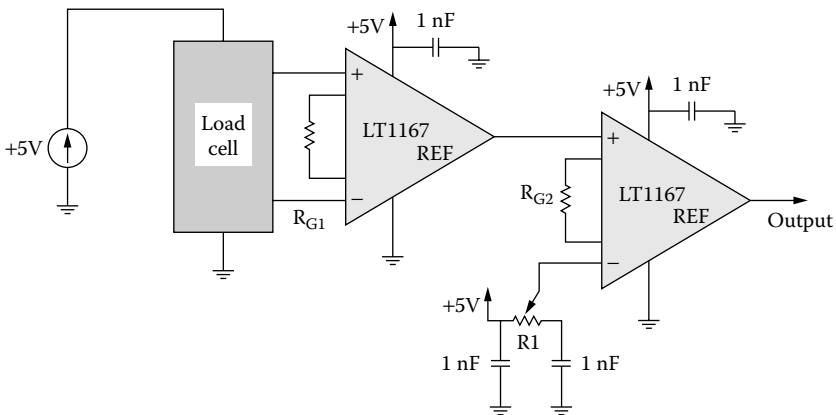 +5V
1 nF
+
LT1167
REF
−
R_G1
Load
cell
+5V
+5V
1 nF
+
LT1167
REF
−
R_G2
Output
+5V
R1
1 nF
1 nF